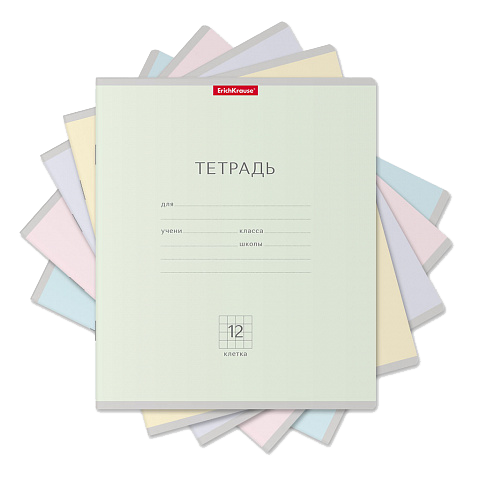 ErichKrause®
ТЕТРАДЬ
для
учени класса
школы
12
клетка